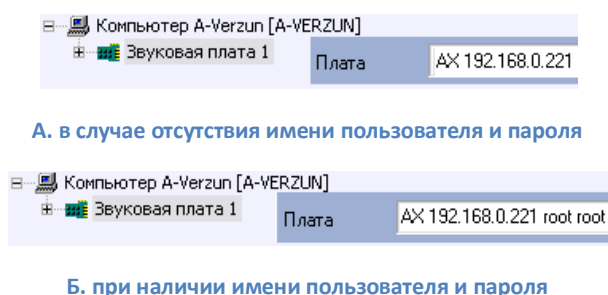 Компьютер A-Verzun [A-VERZUN]
Звуковая плата 1
Плата
AX 192.168.0.221
А. в случае отсутствия имени пользователя и пароля
Компьютер A-Verzun [A-VERZUN]
Звуковая плата 1
Плата
AX 192.168.0.221 root root
Б. при наличии имени пользователя и пароля